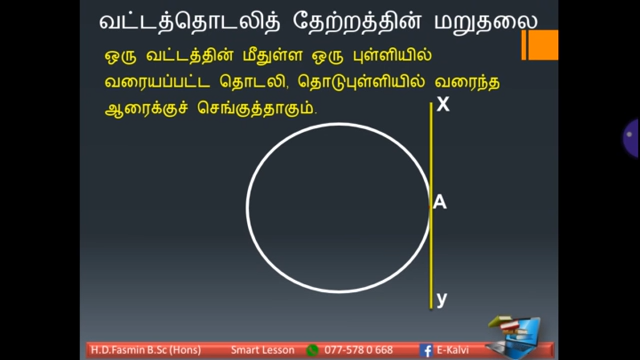 வட்டத்தொடலித் தேற்றத்தின் மறுதலை
ஒரு வட்டத்தின் மீதுள்ள ஒரு புள்ளியில்
வரையப்பட்ட தொடலி, தொடுபுள்ளியில் வரைந்த
ஆரைக்குச் செங்குத்தாகும்.
X
A
y
H.D.Fasmin B.Sc (Hons) Smart Lesson 077-578 0 668 E-Kalvi